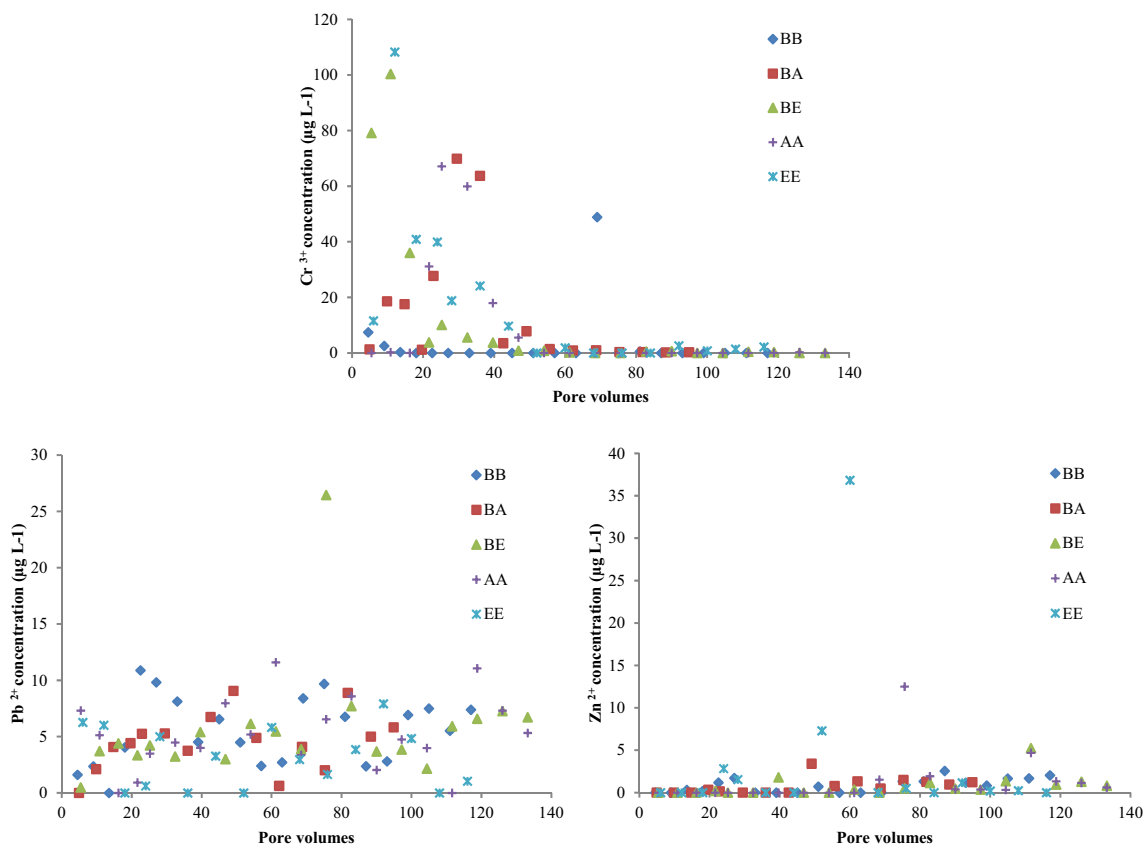 120
100
80
60
40
20
0
Cr 3+ concentration (µg L-1)
0 20 40 60 80 100 120 140
Pore volumes
BB
BA
BE
AA
EE
30
25
20
15
10
5
0
Pb 2+ concentration (µg L-1)
0 20 40 60 80 100 120 140
Pore volumes
BB
BA
BE
AA
EE
40
35
30
25
20
15
10
5
0
Zn 2+ concentration (µg L-1)
0 20 40 60 80 100 120 140
Pore volumes
BB
BA
BE
AA
EE